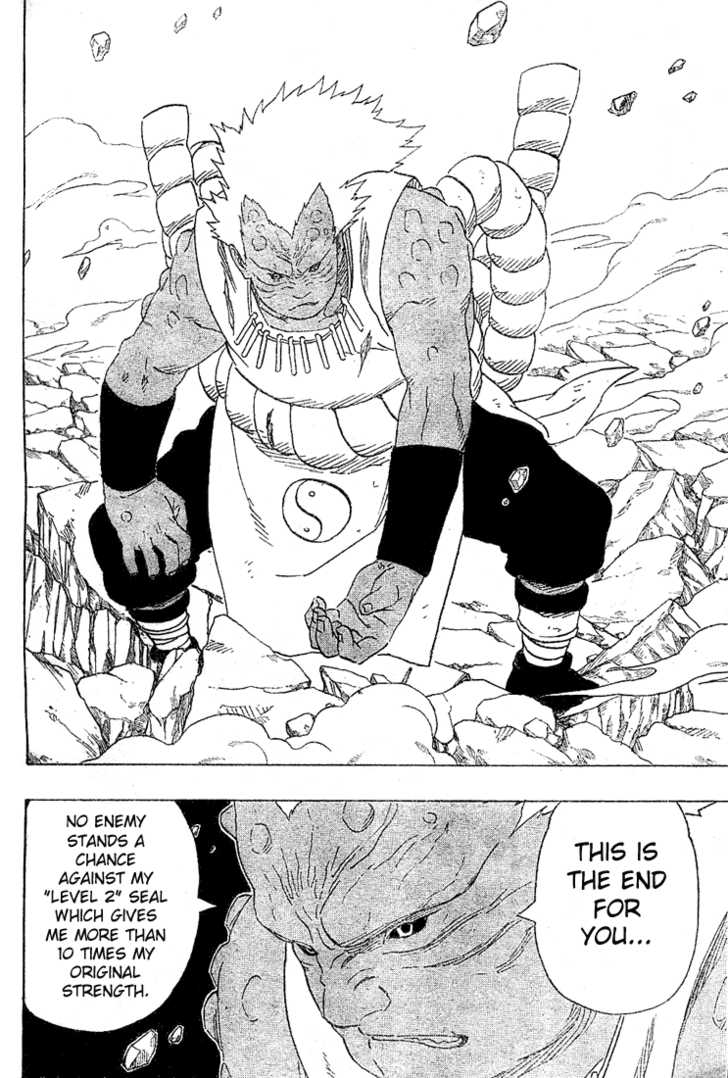 THIS IS
THE END
FOR
YOU...
NO ENEMY
STANDS A
CHANCE
AGAINST MY
"LEVEL 2" SEAL
WHICH GIVES
ME MORE THAN
10 TIMES MY
ORIGINAL
STRENGTH.